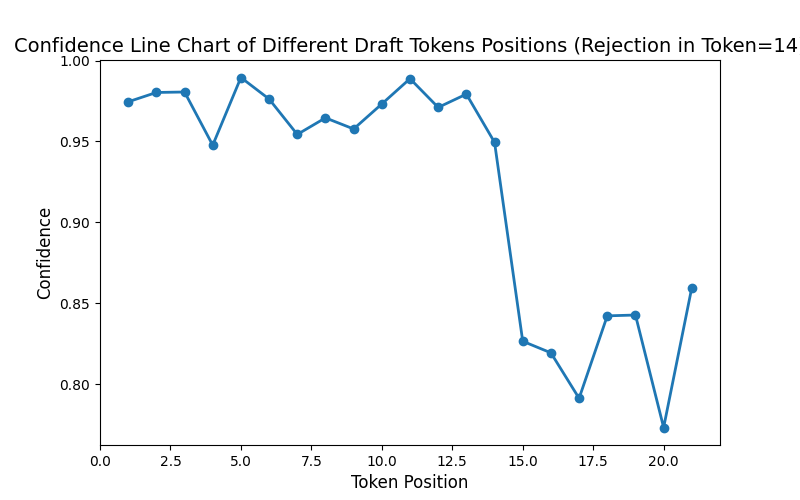 Confidence Line Chart of Different Draft Tokens Positions (Rejection in Token=14
1.00
0.95
0.90
0.85
0.80
Confidence
0.0 2.5 5.0 7.5 10.0 12.5 15.0 17.5 20.0
Token Position